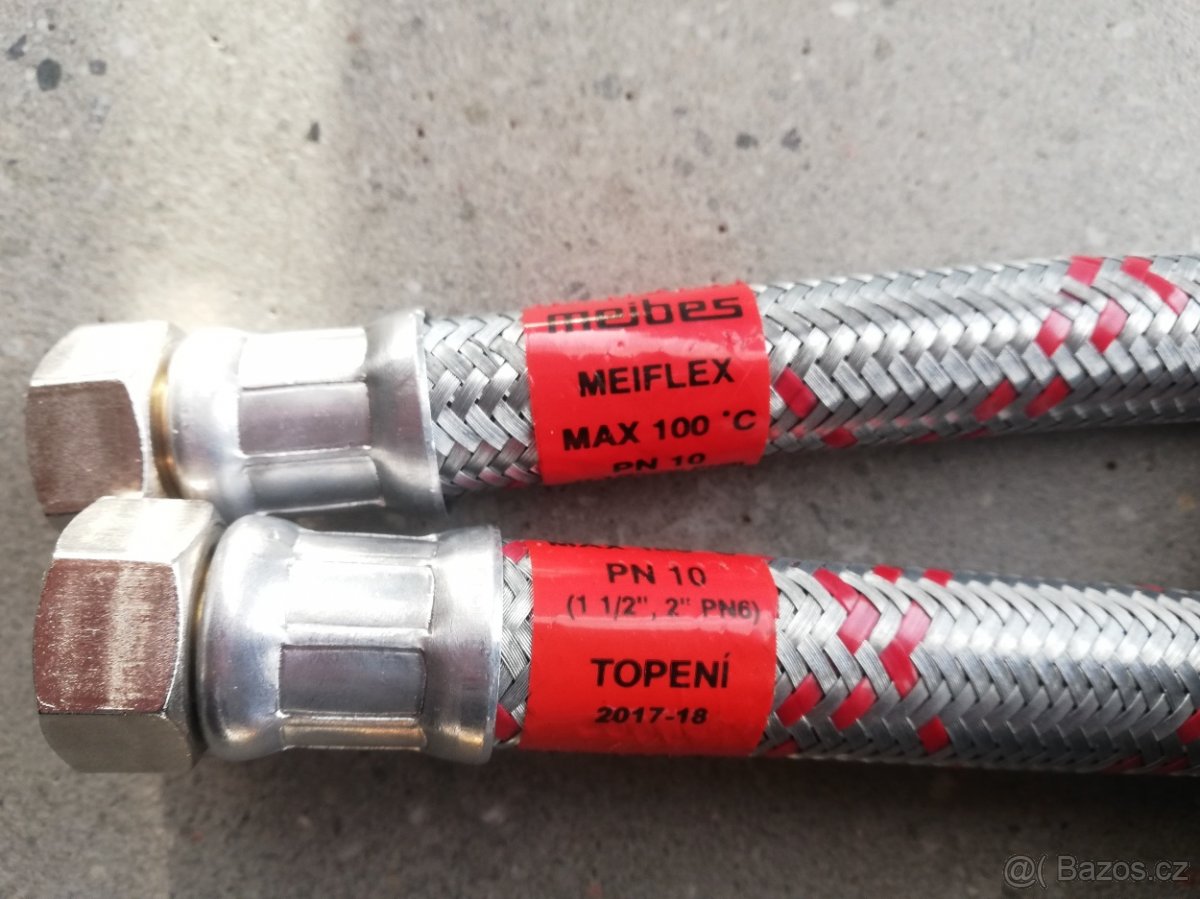 meibes
MEIFLEX
MAX 100 °C
PN 10
PN 10
(1 1/2", 2" PN6)
TOPENÍ
2017-18
@( Bazos.cz